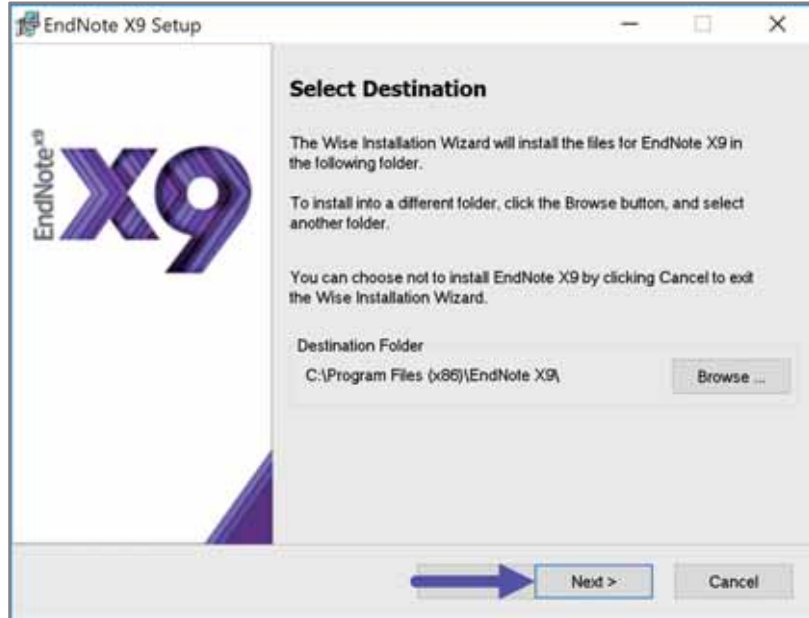 EndNote X9 Setup
EndNote X9
X9
Select Destination
The Wise Installation Wizard will install the files for EndNote X9 in
the following folder.
To install into a different folder, click the Browse button, and select
another folder.
You can choose not to install EndNote X9 by clicking Cancel to exit
the Wise Installation Wizard.
Destination Folder
C:\Program Files (x86)\EndNote X9\
Browse ...
Next >
Cancel